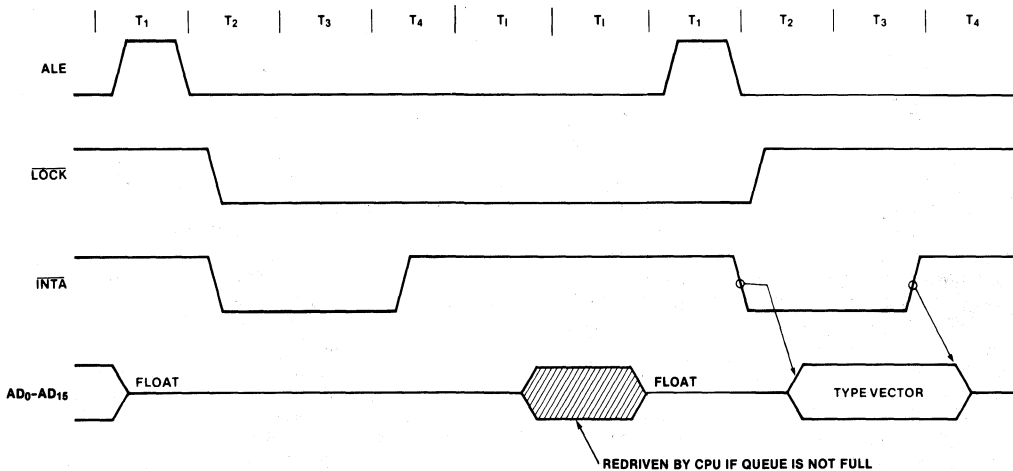 T1 T2 T3 T4 TI TI T1 T2 T3 T4
ALE
LOCK
INTA
AD0-AD15 FLOAT FLOAT TYPE VECTOR
REDRIVEN BY CPU IF QUEUE IS NOT FULL